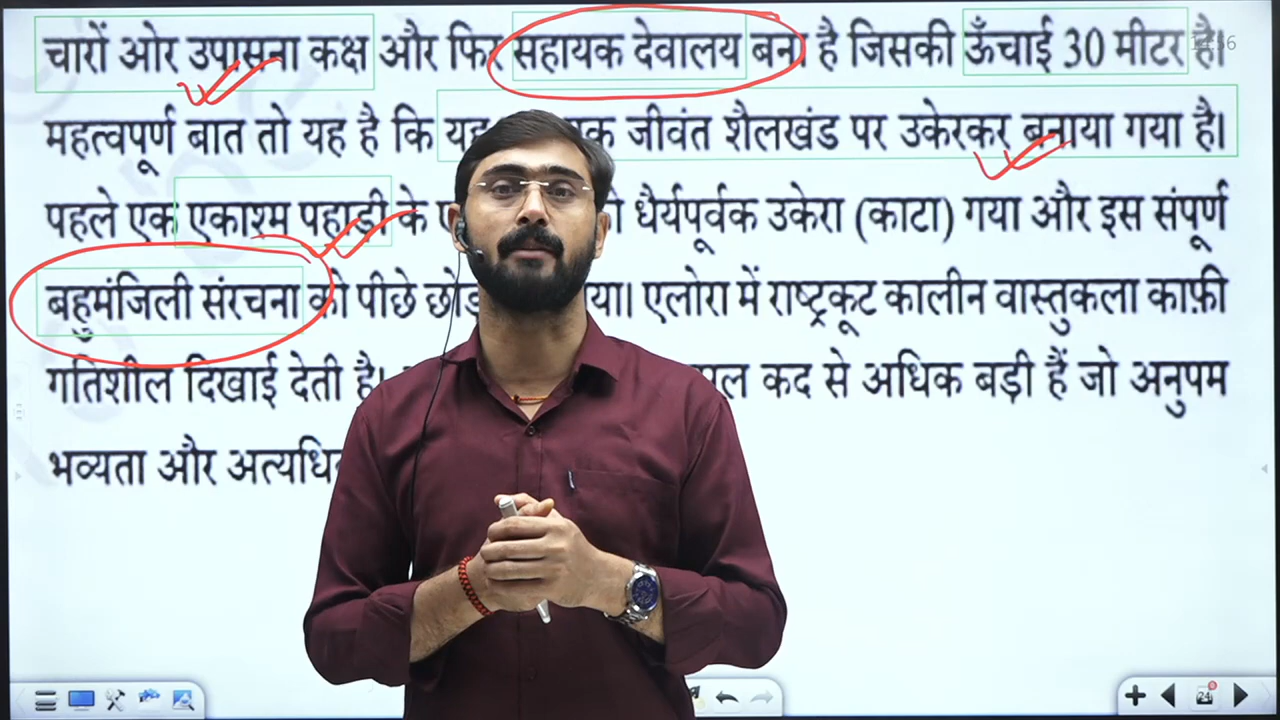 चारों ओर उपासना कक्ष और फिर सहायक देवालय बना है जिसकी ऊँचाई 30 मीटर है।
महत्वपूर्ण बात तो यह है कि यह जीवंत शैलखंड पर उकेरकर बनाया गया है।
पहले एक एकाश्म पहाड़ी के धैर्यपूर्वक उकेरा (काटा) गया और इस संपूर्ण
बहुमंजिली संरचना को पीछे एलोरा में राष्ट्रकूट कालीन वास्तुकला काफ़ी
गतिशील दिखाई देती है। कद से अधिक बड़ी हैं जो अनुपम
भव्यता और
24